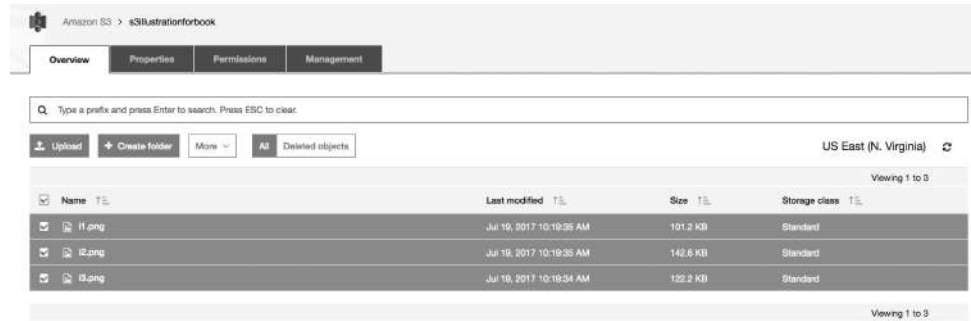 Amazon S3 > s3illustrationforbook
Overview Properties Permissions Management
Type a prefix and press Enter to search. Press ESC to clear.
Upload + Create folder More All Deleted objects US East (N. Virginia)
Viewing 1 to 3
Name Last modified Size Storage class
i1.png Jul 19, 2017 10:19:35 AM 101.2 KB Standard
i2.png Jul 19, 2017 10:19:35 AM 142.6 KB Standard
i3.png Jul 19, 2017 10:19:34 AM 122.2 KB Standard
Viewing 1 to 3